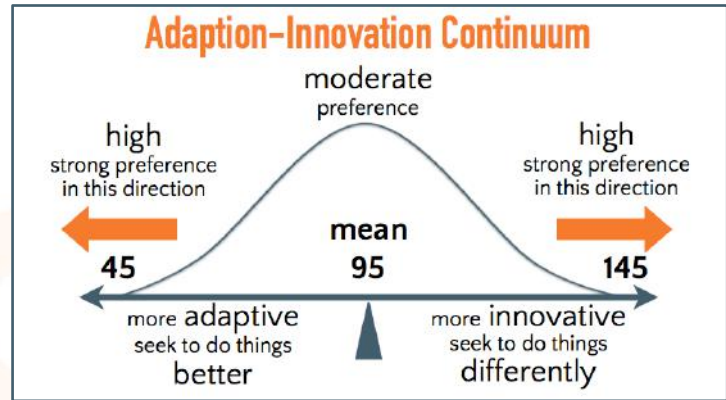 Adaption–Innovation Continuum
moderate
preference
high
strong preference
in this direction
high
strong preference
in this direction
mean
45
95
145
more adaptive
seek to do things
better
more innovative
seek to do things
differently